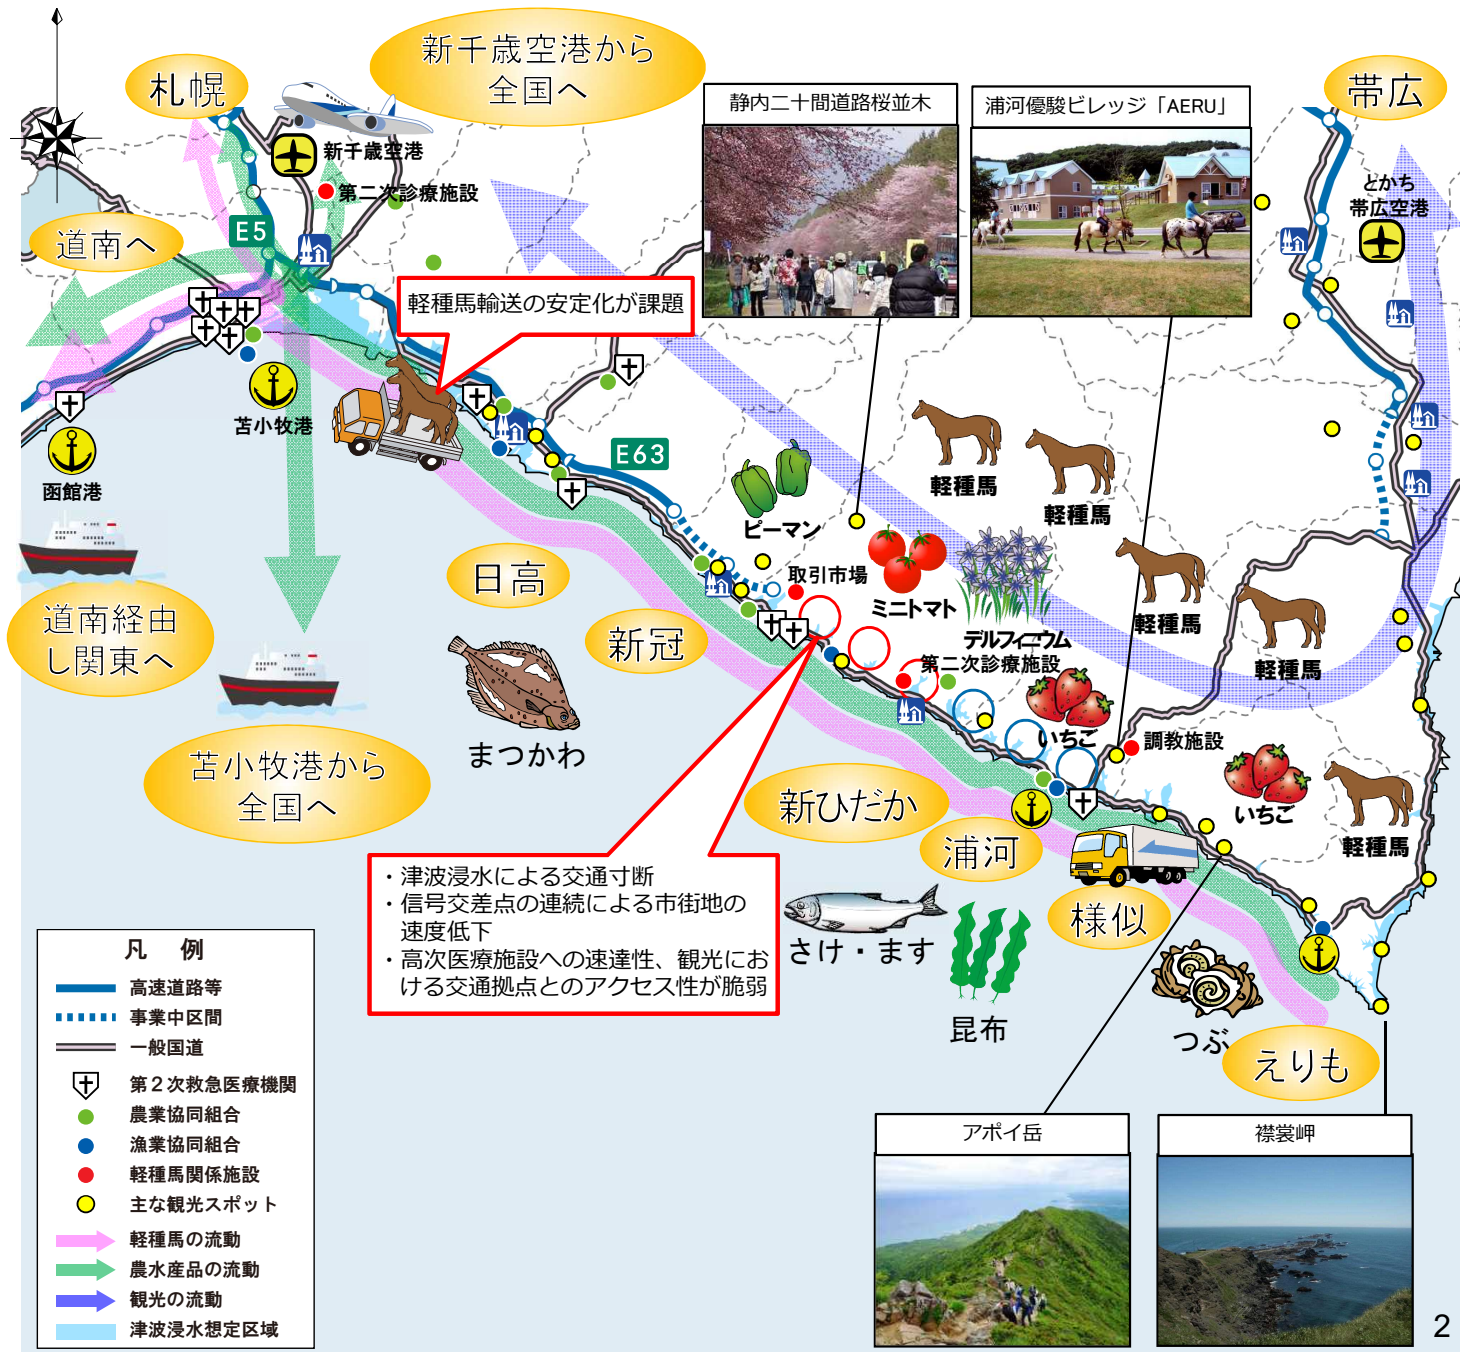 新千歳空港から
全国へ
札幌
帯広
静内二十間道路桜並木
浦河優駿ビレッジ「AERU」
新千歳空港
第二次診療施設
とかち
帯広空港
E5
道南へ
軽種馬輸送の安定化が課題
苫小牧港
函館港
E63
ピーマン
軽種馬
軽種馬
軽種馬
軽種馬
日高
取引市場
ミニトマト
デルフィニウム
道南経由
し関東へ
新冠
第二次診療施設
まつかわ
いちご
調教施設
苫小牧港から
全国へ
新ひだか
いちご
軽種馬
浦河
・津波浸水による交通寸断
・信号交差点の連続による市街地の
速度低下
・高次医療施設への速達性、観光にお
ける交通拠点とのアクセス性が脆弱
様似
さけ・ます
昆布
つぶ
えりも
凡 例
高速道路等
事業中区間
一般国道
第2次救急医療機関
農業協同組合
漁業協同組合
軽種馬関係施設
主な観光スポット
軽種馬の流動
農水産品の流動
観光の流動
津波浸水想定区域
アポイ岳
襟裳岬
2